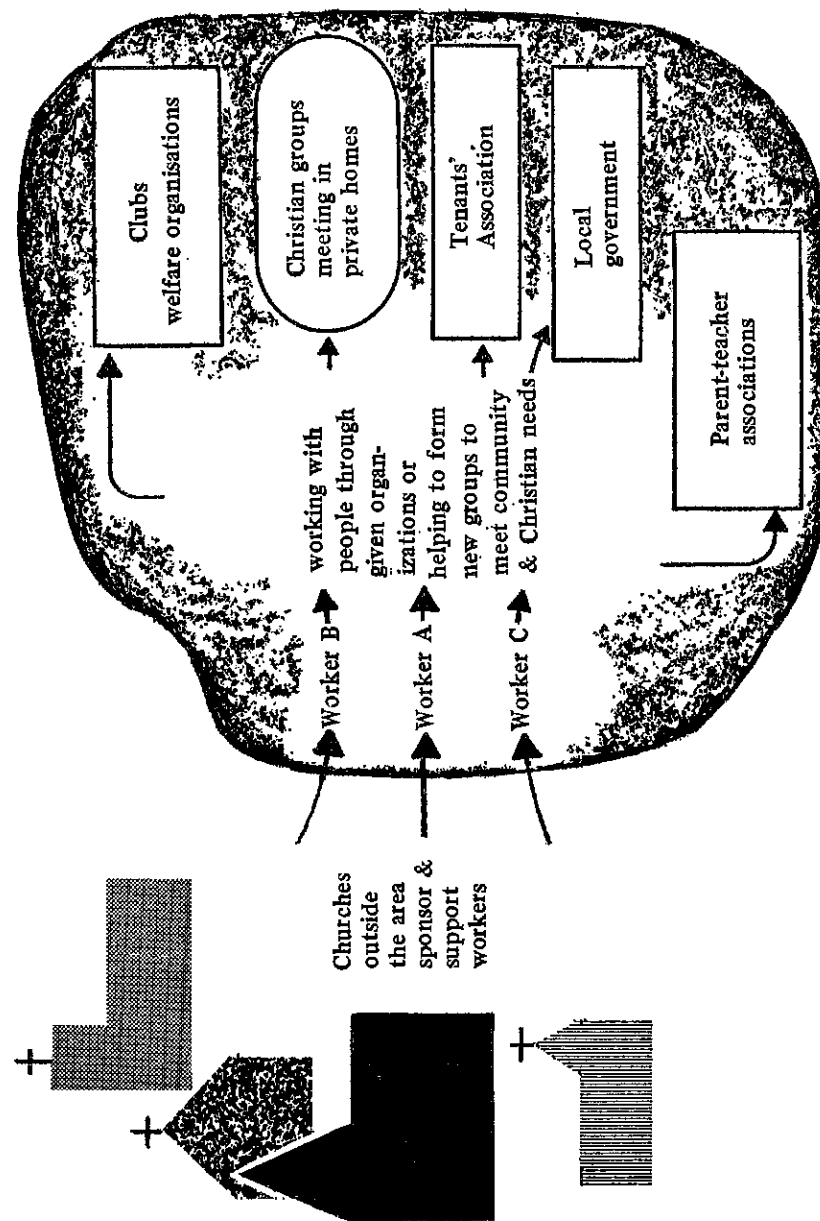 Churches
outside
the area
sponsor &
support
workers
Worker B
Worker A
Worker C
working with
people through
given organ-
izations or
helping to form
new groups to
meet community
& Christian needs
Clubs
welfare organisations
Christian groups
meeting in
private homes
Tenants'
Association
Local
government
Parent-teacher
associations